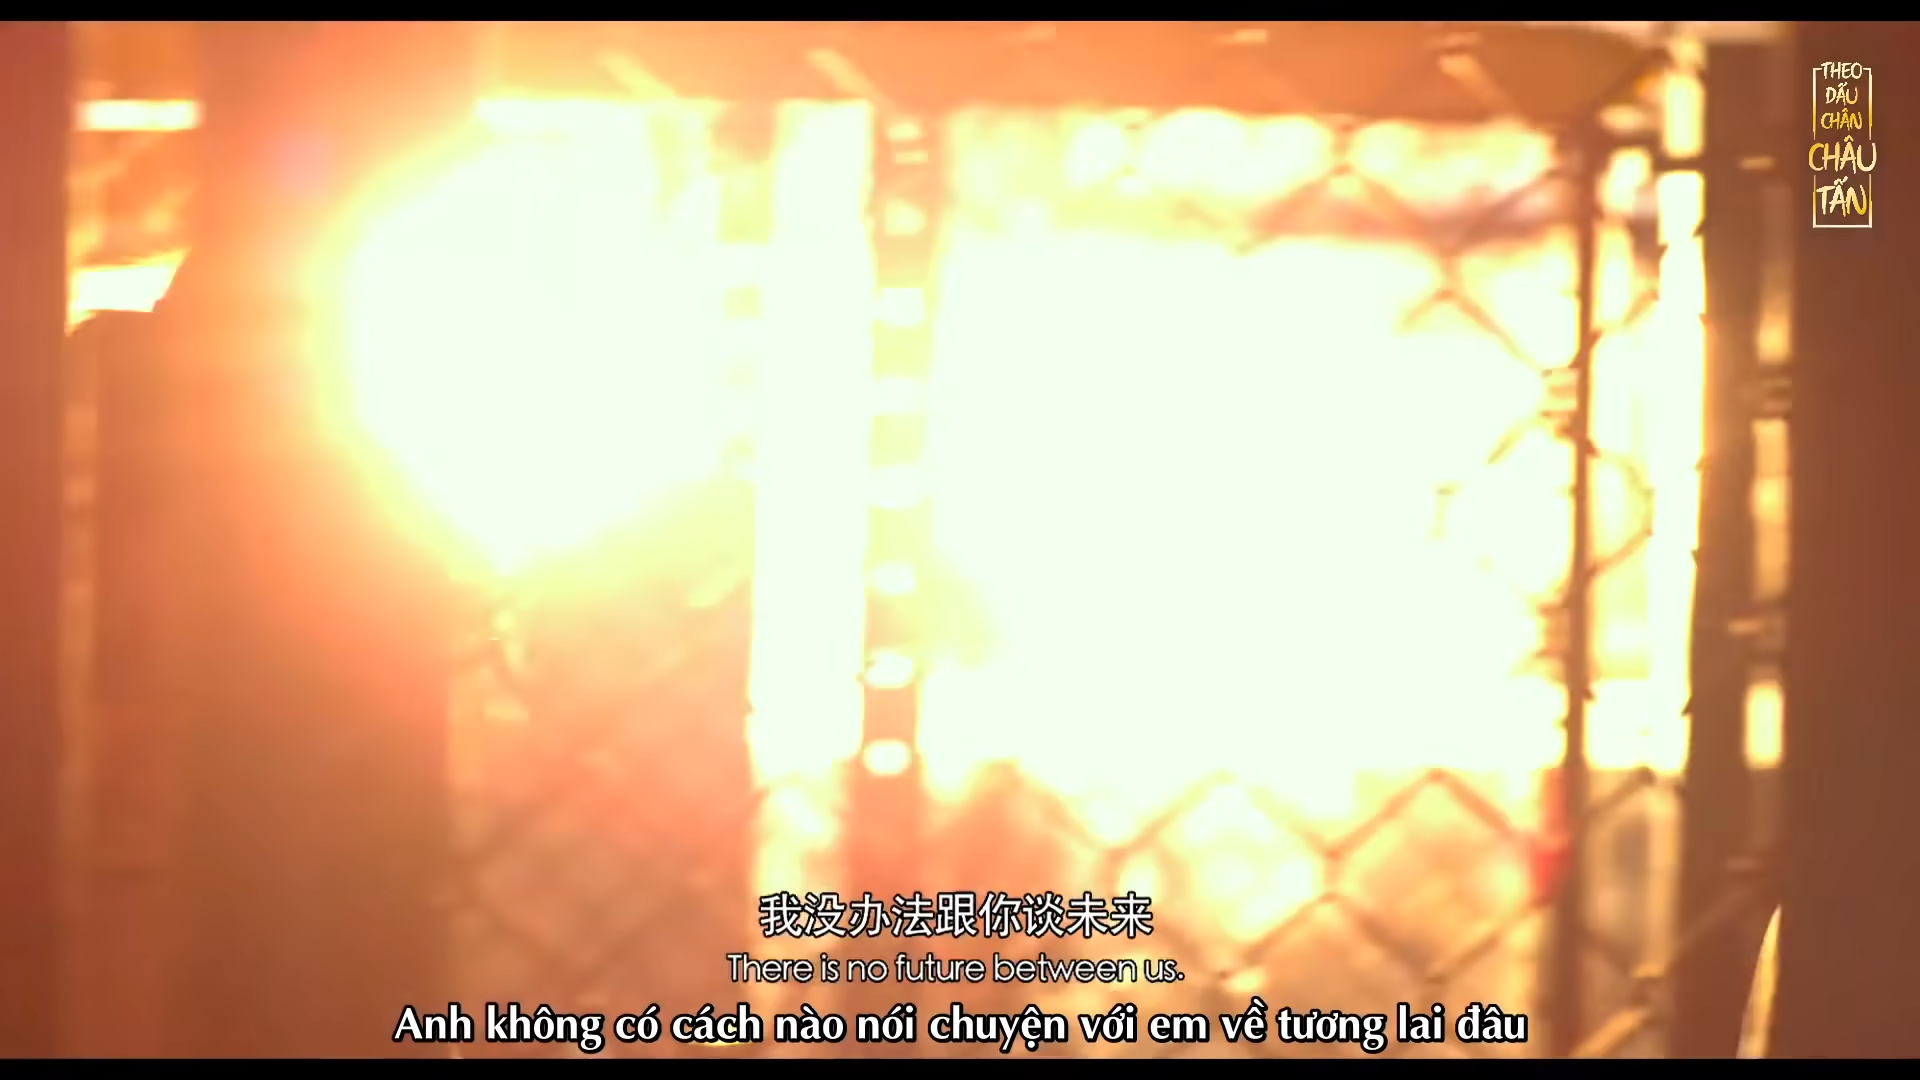 THEO
DẤU
CHÂN
CHÂU
TẤN
我没办法跟你谈未来
There is no future between us.
Anh không có cách nào nói chuyện với em về tương lai đâu